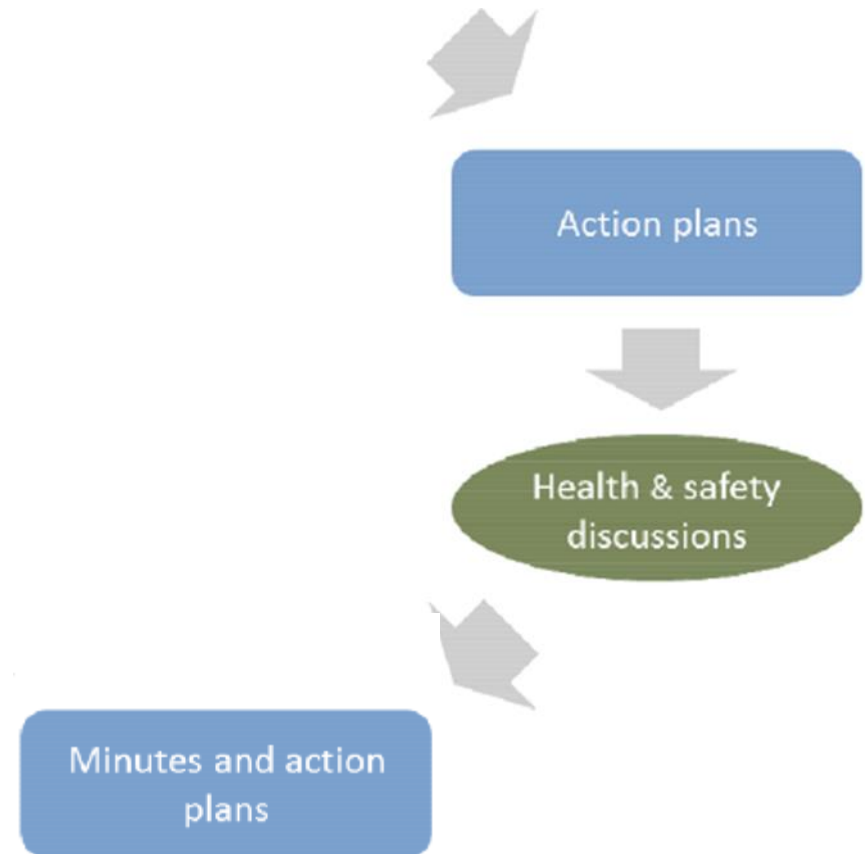 Action plans
Health & safety
discussions
Minutes and action
plans